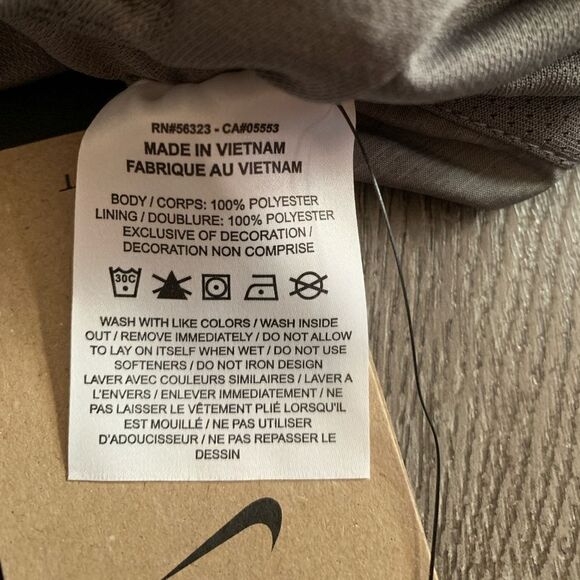 RN#56323 - CA#05553
MADE IN VIETNAM
FABRIQUE AU VIETNAM
BODY / CORPS: 100% POLYESTER
LINING / DOUBLURE: 100% POLYESTER
EXCLUSIVE OF DECORATION /
DECORATION NON COMPRISE
30C
WASH WITH LIKE COLORS / WASH INSIDE
OUT / REMOVE IMMEDIATELY / DO NOT ALLOW
TO LAY ON ITSELF WHEN WET / DO NOT USE
SOFTENERS / DO NOT IRON DESIGN
LAVER AVEC COULEURS SIMILAIRES / LAVER A
L'ENVERS / ENLEVER IMMEDIATEMENT / NE
PAS LAISSER LE VÊTEMENT PLIÉ LORSQU'IL
EST MOUILLÉ / NE PAS UTILISER
D'ADOUCISSEUR / NE PAS REPASSER LE
DESSIN